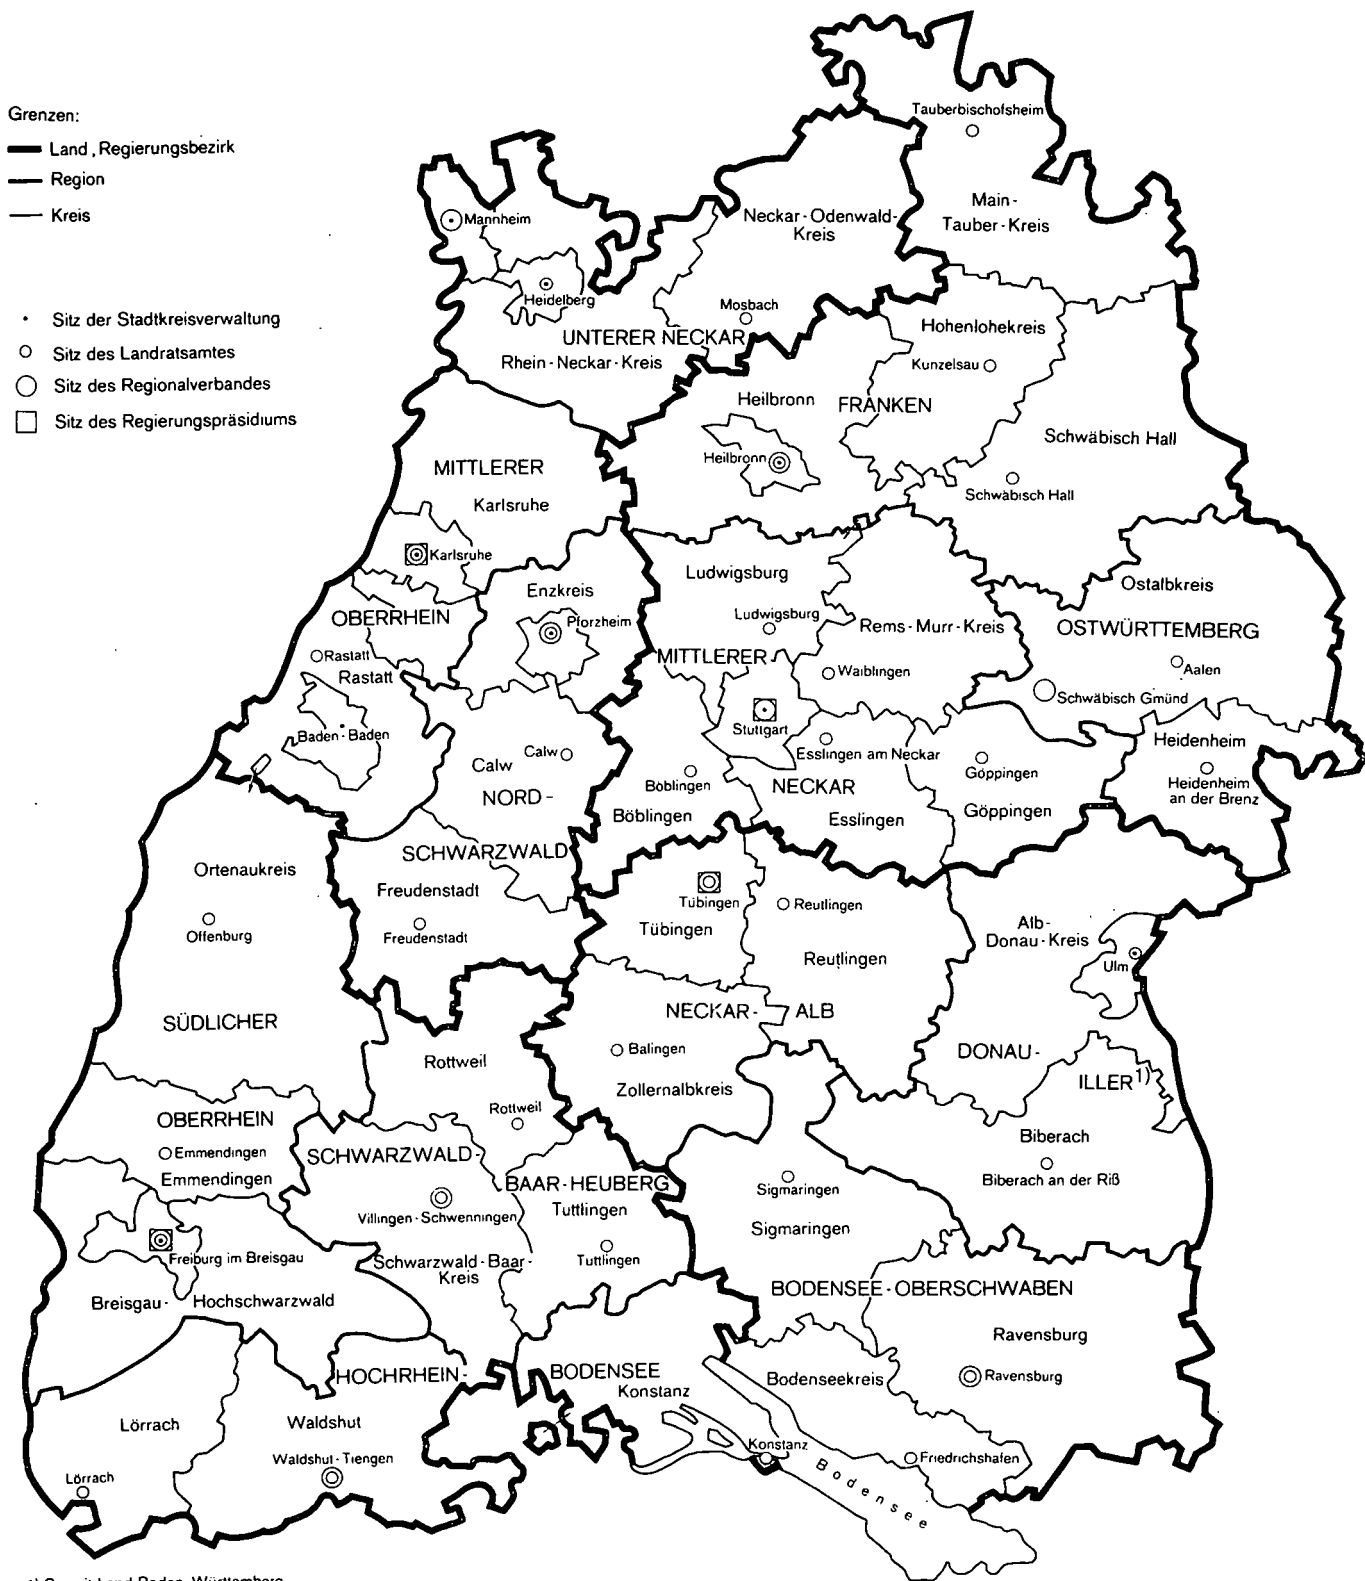 Grenzen:
Land, Regierungsbezirk
Region
Kreis
Sitz der Stadtkreisverwaltung
Sitz des Landratsamtes
Sitz des Regionalverbandes
Sitz des Regierungspräsidiums
Tauberbischofsheim
Main-
Tauber-Kreis
Mannheim
Neckar-Odenwald-
Kreis
Heidelberg
Mosbach
UNTERER NECKAR
Rhein-Neckar-Kreis
Hohenlohekreis
Kunzelsau
Heilbronn
FRANKEN
Schwäbisch Hall
Heilbronn
Schwäbisch Hall
MITTLERER
Karlsruhe
Karlsruhe
Ludwigsburg
Enzkreis
Ostalbkreis
OBERRHEIN
Pforzheim
Ludwigsburg
Rems-Murr-Kreis
OSTWÜRTTEMBERG
Rastatt
Rastatt
MITTLERER
Waiblingen
Aalen
Schwäbisch Gmünd
Baden-Baden
Stuttgart
Calw
Calw
Esslingen am Neckar
Heidenheim
Böblingen
NECKAR
Göppingen
Heidenheim
an der Brenz
NORD-
Böblingen
Esslingen
Göppingen
SCHWARZWALD
Ortenaukreis
Freudenstadt
Tübingen
Reutlingen
Offenburg
Freudenstadt
Tübingen
Alb-
Donau-Kreis
Reutlingen
Ulm
SÜDLICHER
NECKAR-
ALB
Rottweil
Balingen
DONAU-
Zollernalbkreis
ILLER1)
OBERRHEIN
Rottweil
Biberach
Emmendingen
SCHWARZWALD-
Emmendingen
BAAR-HEUBERG
Sigmaringen
Biberach an der Riß
Villingen-Schwenningen
Tuttlingen
Sigmaringen
Freiburg im Breisgau
Schwarzwald-Baar-
Kreis
Tuttlingen
Breisgau-
Hochschwarzwald
BODENSEE-OBERSCHWABEN
Ravensburg
HOCHRHEIN-
BODENSEE
Bodenseekreis
Ravensburg
Konstanz
Lörrach
Waldshut
Konstanz
Waldshut-Tiengen
Friedrichshafen
Lörrach
Bodensee
1) Soweit Land Baden-Württemberg